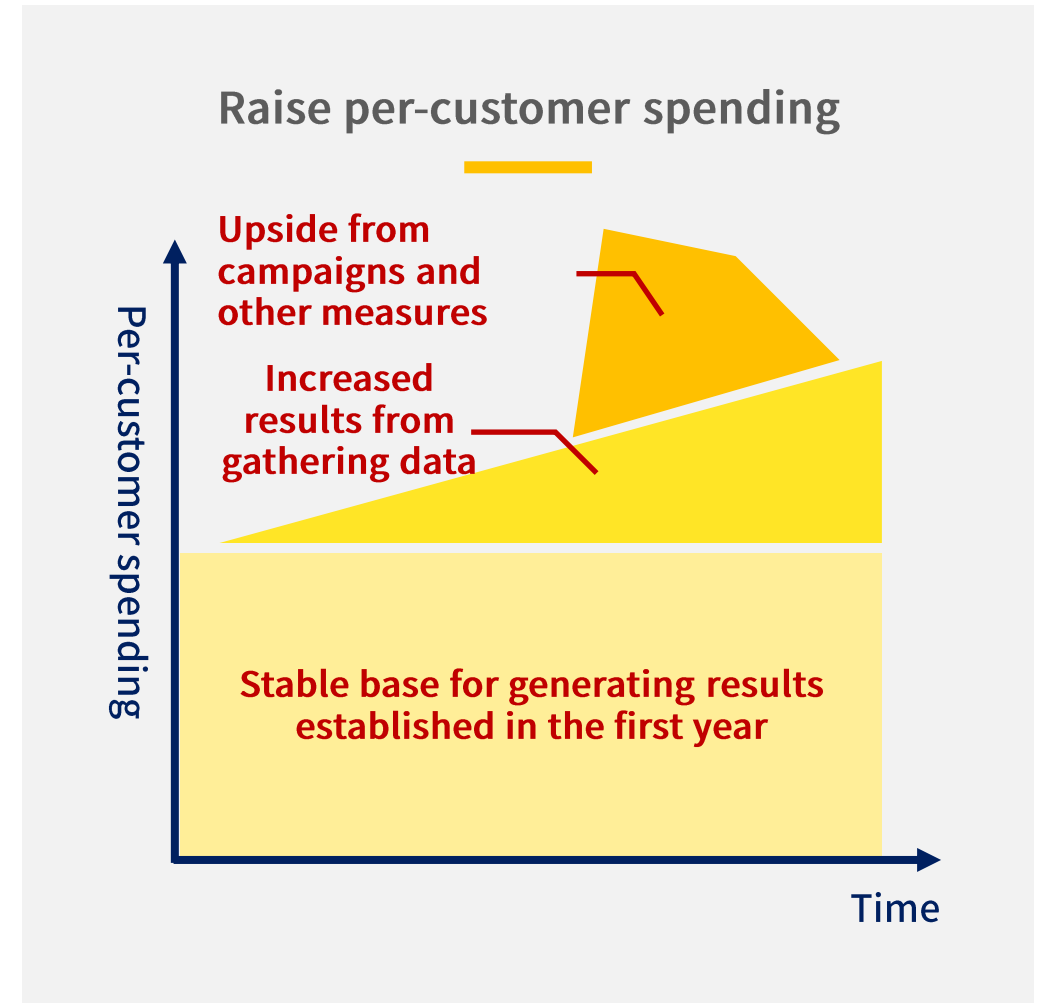 Raise per-customer spending
Upside from
campaigns and
other measures
Increased
results from
gathering data
Per-customer spending
Stable base for generating results
established in the first year
Time